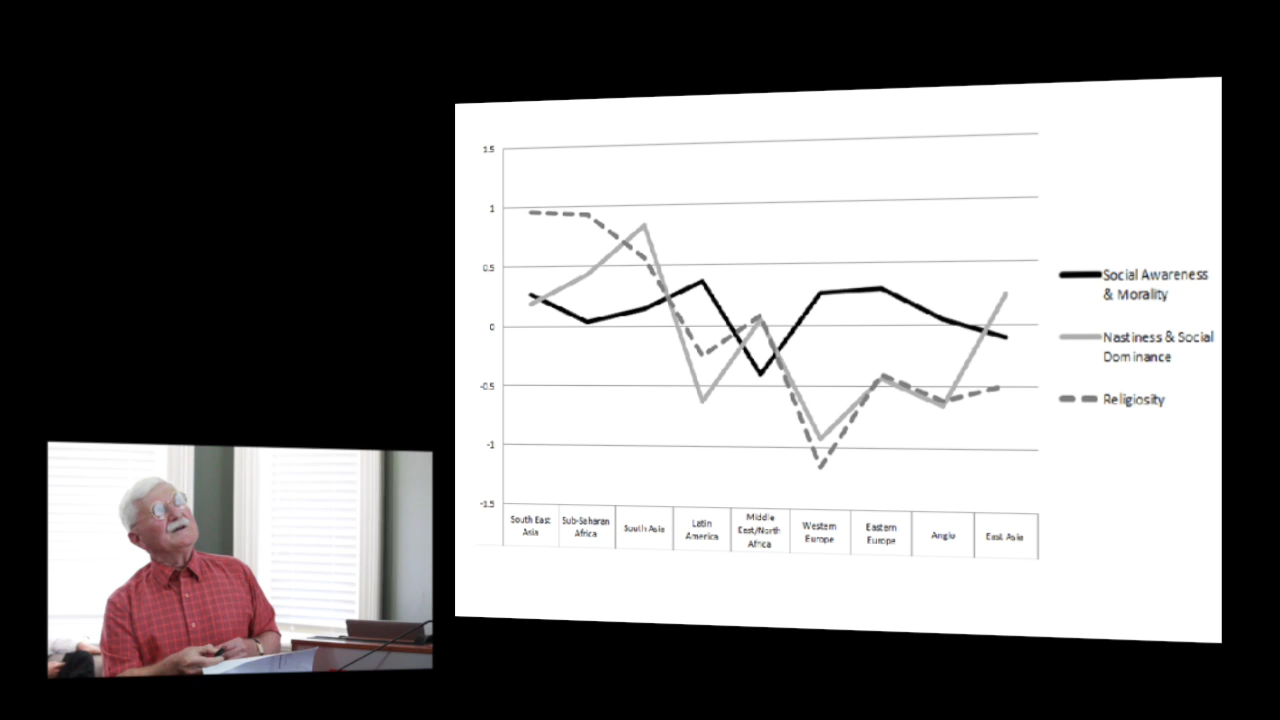 1.5
1
0.5
0
-0.5
-1
-1.5
South East
Asia
Sub-Saharan
Africa
South Asia
Latin
America
Middle
East/North
Africa
Western
Europe
Eastern
Europe
Anglo
East Asia
Social Awareness
& Morality
Nastiness & Social
Dominance
Religiosity